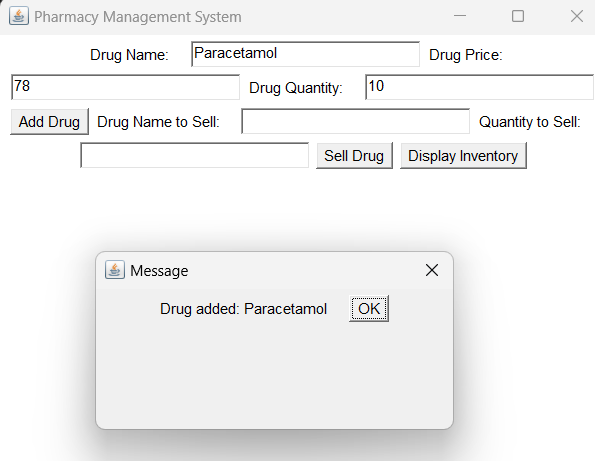 Pharmacy Management System
Drug Name: Paracetamol Drug Price:
78 Drug Quantity: 10
Add Drug Drug Name to Sell: Quantity to Sell:
Sell Drug Display Inventory
Message
Drug added: Paracetamol OK